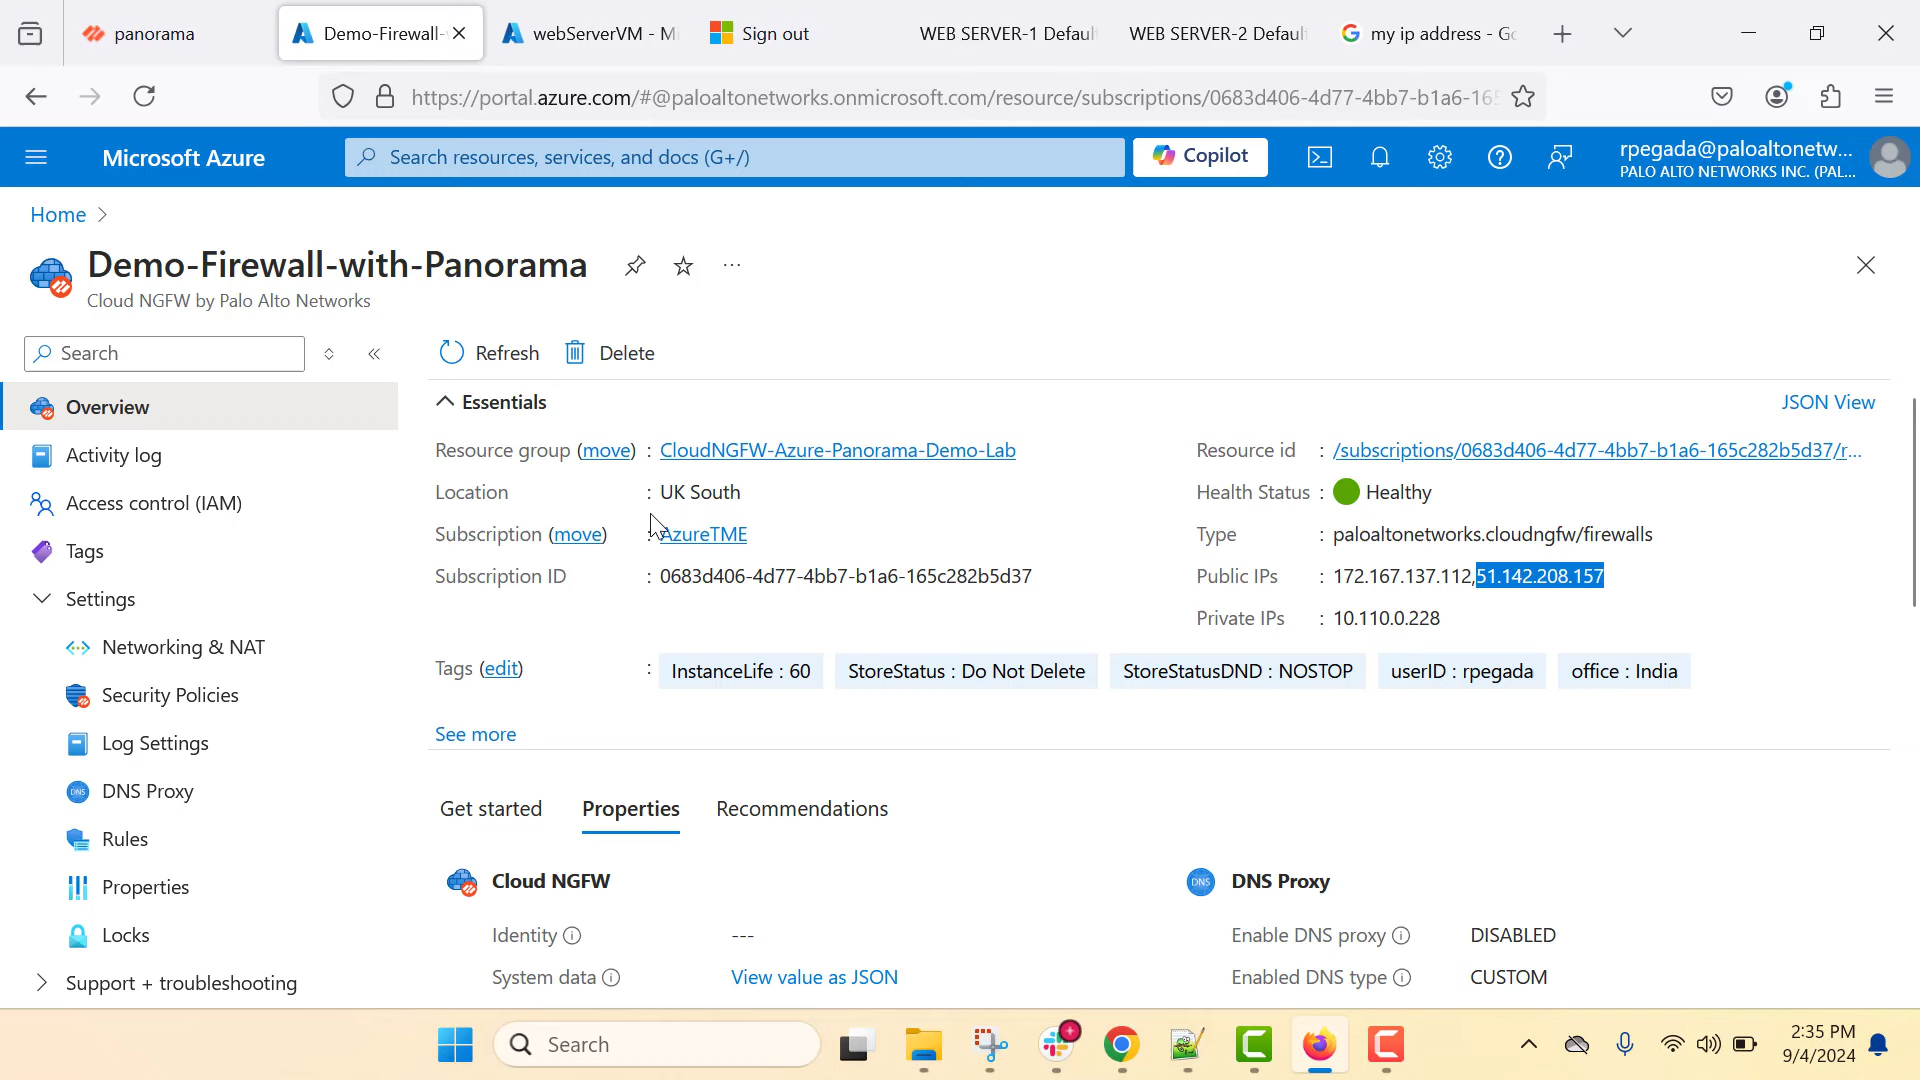 panorama
Demo-Firewall-
webServerVM - Mi
Sign out
WEB SERVER-1 Defaul
WEB SERVER-2 Defaul
my ip address - Go
https://portal.azure.com/#@paloaltonetworks.onmicrosoft.com/resource/subscriptions/0683d406-4d77-4bb7-b1a6-165
Microsoft Azure
Search resources, services, and docs (G+/)
Copilot
rpegada@paloaltonetw...
PALO ALTO NETWORKS INC. (PAL...
Home
Demo-Firewall-with-Panorama
...
Cloud NGFW by Palo Alto Networks
Search
Refresh
Delete
Overview
Activity log
Access control (IAM)
Tags
Settings
Networking & NAT
Security Policies
Log Settings
DNS Proxy
Rules
Properties
Locks
Support + troubleshooting
Essentials
JSON View
Resource group (move) : CloudNGFW-Azure-Panorama-Demo-Lab
Location : UK South
Subscription (move) : AzureTME
Subscription ID : 0683d406-4d77-4bb7-b1a6-165c282b5d37
Resource id : /subscriptions/0683d406-4d77-4bb7-b1a6-165c282b5d37/r...
Health Status : Healthy
Type : paloaltonetworks.cloudngfw/firewalls
Public IPs : 172.167.137.112,51.142.208.157
Private IPs : 10.110.0.228
Tags (edit) : InstanceLife : 60 StoreStatus : Do Not Delete StoreStatusDND : NOSTOP userID : rpegada office : India
See more
Get started
Properties
Recommendations
Cloud NGFW
Identity ---
System data View value as JSON
DNS
DNS Proxy
Enable DNS proxy DISABLED
Enabled DNS type CUSTOM
Search
2:35 PM
9/4/2024